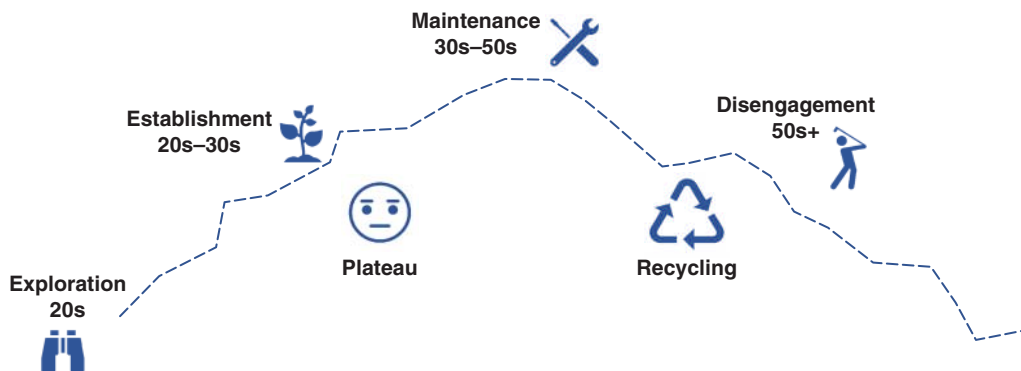 Maintenance
30s–50s
Establishment
20s–30s
Disengagement
50s+
Plateau
Recycling
Exploration
20s